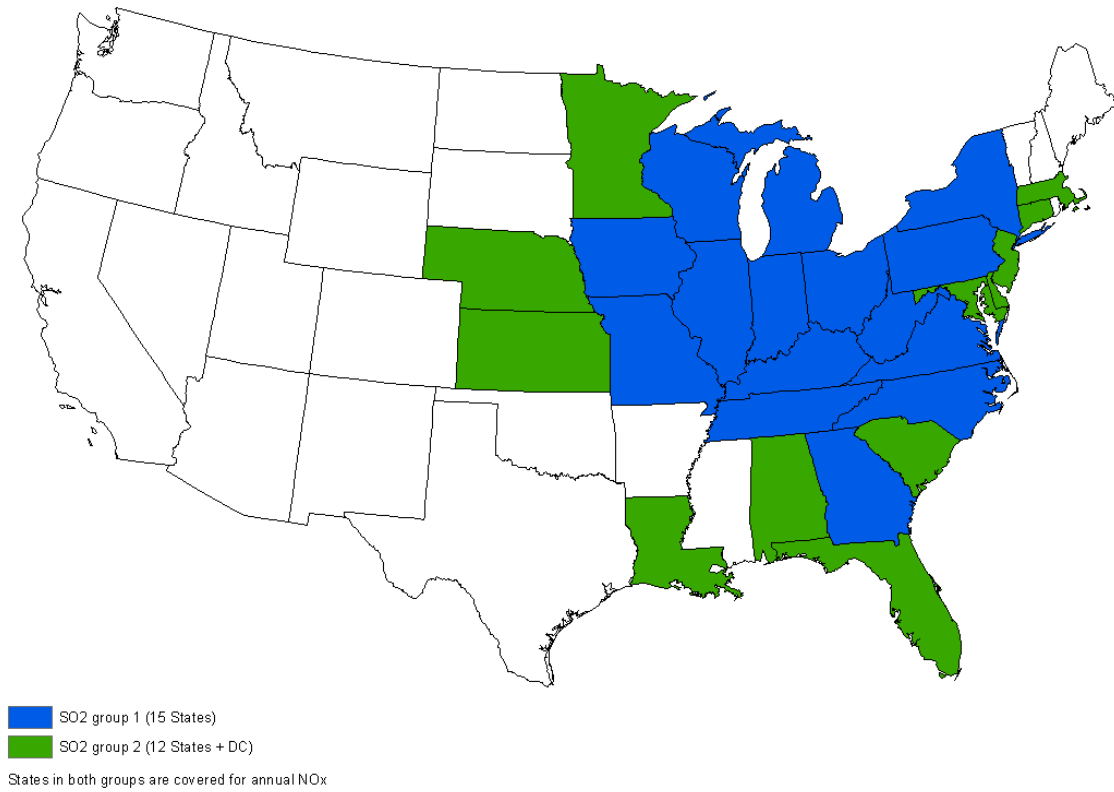 SO2 group 1 (15 States)
SO2 group 2 (12 States + DC)
States in both groups are covered for annual NOx